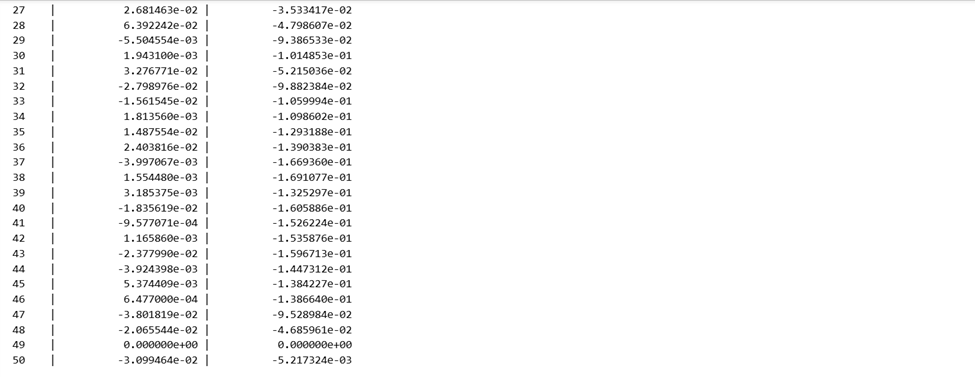 27 | 2.681463e-02 | -3.533417e-02
28 | 6.392242e-02 | -4.798607e-02
29 | -5.504554e-03 | -9.386533e-02
30 | 1.943100e-03 | -1.014853e-01
31 | 3.276771e-02 | -5.215036e-02
32 | -2.798976e-02 | -9.882384e-02
33 | -1.561545e-02 | -1.059994e-01
34 | 1.813560e-03 | -1.098602e-01
35 | 1.487554e-02 | -1.293188e-01
36 | 2.403816e-02 | -1.390383e-01
37 | -3.997067e-03 | -1.669360e-01
38 | 1.554480e-03 | -1.691077e-01
39 | 3.185375e-03 | -1.325297e-01
40 | -1.835619e-02 | -1.605886e-01
41 | -9.577071e-04 | -1.526224e-01
42 | 1.165860e-03 | -1.535876e-01
43 | -2.377990e-02 | -1.596713e-01
44 | -3.924398e-03 | -1.447312e-01
45 | 5.374409e-03 | -1.384227e-01
46 | 6.477000e-04 | -1.386640e-01
47 | -3.801819e-02 | -9.528984e-02
48 | -2.065544e-02 | -4.685961e-02
49 | 0.000000e+00 | 0.000000e+00
50 | -3.099464e-02 | -5.217324e-03